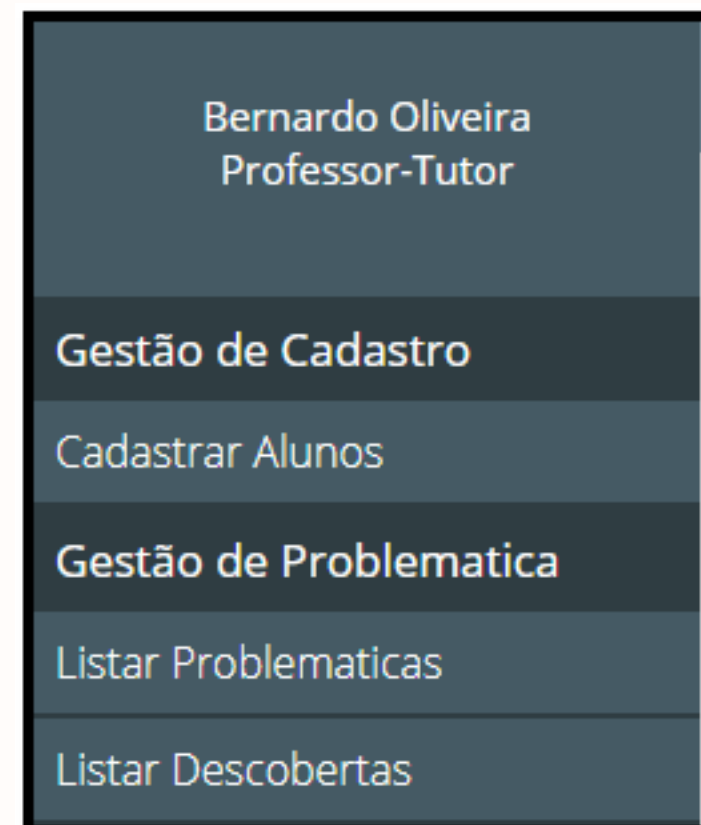 Bernardo Oliveira
Professor-Tutor
Gestão de Cadastro
Cadastrar Alunos
Gestão de Problematica
Listar Problematicas
Listar Descobertas